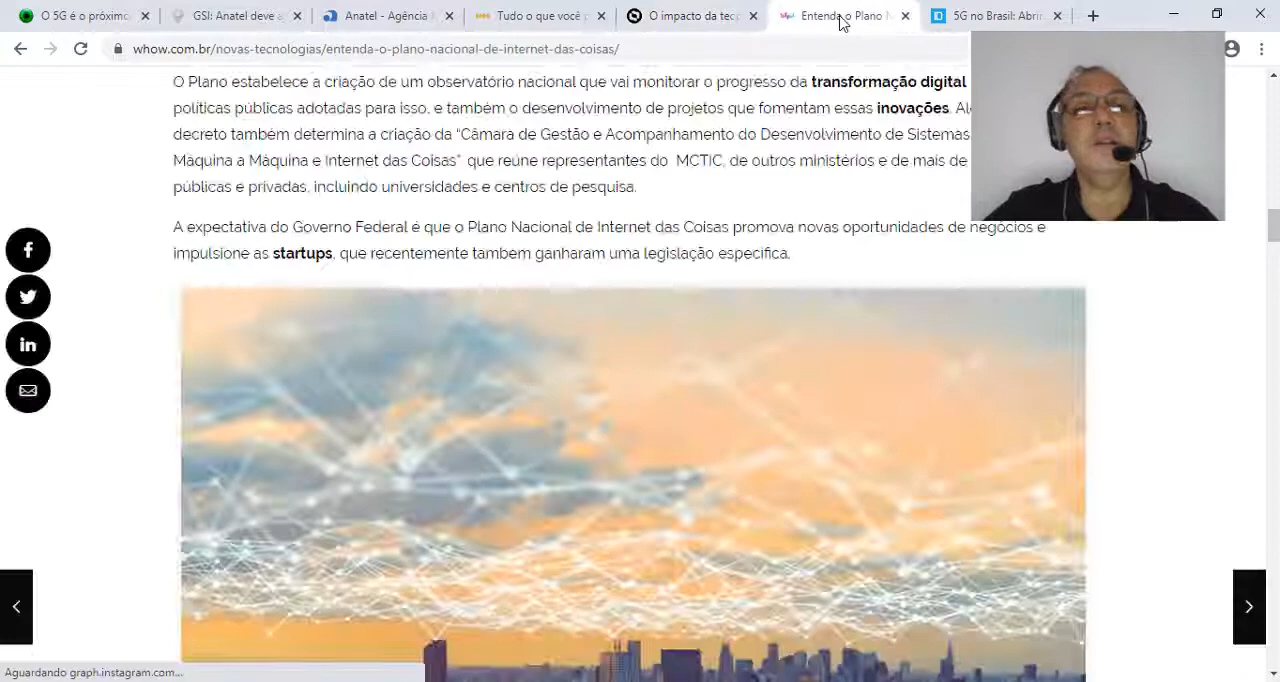 O 5G é o próximo
GSI: Anatel deve a
Anatel - Agência N
Tudo o que você p
O impacto da tec
Entenda o Plano N
5G no Brasil: Abrin
whow.com.br/novas-tecnologias/entenda-o-plano-nacional-de-internet-das-coisas/
O Plano estabelece a criação de um observatório nacional que vai monitorar o progresso da transformação digital
políticas públicas adotadas para isso, e também o desenvolvimento de projetos que fomentam essas inovações. Al
decreto também determina a criação da “Câmara de Gestão e Acompanhamento do Desenvolvimento de Sistemas
Máquina a Máquina e Internet das Coisas” que reúne representantes do MCTIC, de outros ministérios e de mais de
públicas e privadas, incluindo universidades e centros de pesquisa.
A expectativa do Governo Federal é que o Plano Nacional de Internet das Coisas promova novas oportunidades de negócios e
impulsione as startups, que recentemente também ganharam uma legislação específica.
Aguardando graph.instagram.com...